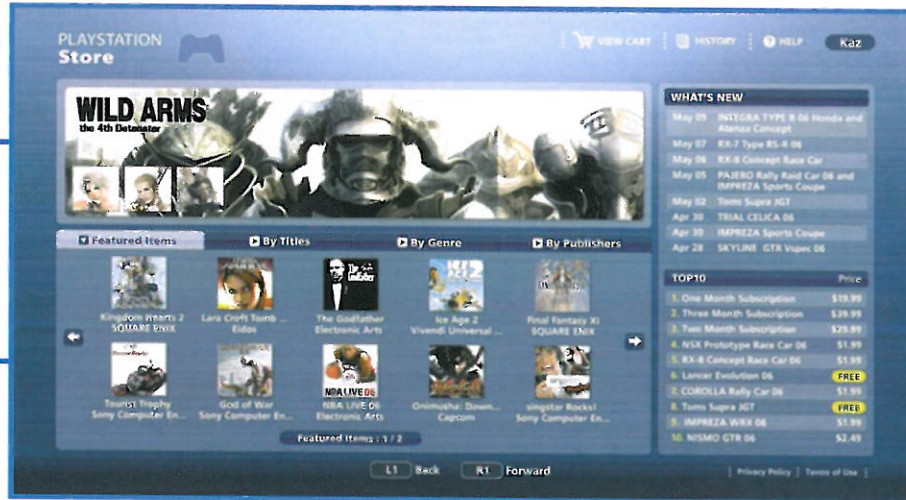 PLAYSTATION
Store
VIEW CART
HISTORY
HELP
Kaz
WILD ARMS
the 4th Detonator
Featured Items
By Titles
By Genre
By Publishers
Kingdom Hearts 2
SQUARE ENIX
Lara Croft Tomb ...
Eidos
The Godfather
Electronic Arts
Ice Age 2
Vivendi Universal ...
Final Fantasy XI
SQUARE ENIX
Tourist Trophy
Sony Computer En...
God of War
Sony Computer En...
NBA LIVE 06
NBA LIVE 06
Electronic Arts
Onimusha: Dawn...
Capcom
singstar Rocks!
Sony Computer En...
Featured Items : 1 / 2
WHAT'S NEW
May 09 INSEGRA TYPE R 06 Honda and
Atenza Concept
May 07 RX-7 Type RS-R 06
May 06 RX-8 Concept Race Car
May 05 PAJERO Rally Raid Car 06 and
IMPREZA Sports Coupe
May 02 Toms Supra JGT
Apr 30 TRIAL CELICA 06
Apr 30 IMPREZA Sports Coupe
Apr 28 SKYLINE GTR Vspec 06
TOP10 Price
1. One Month Subscription $19.99
2. Three Month Subscription $39.99
3. Two Month Subscription $29.99
4. NSX Prototype Race Car 06 $1.99
5. RX-8 Concept Race Car 06 $1.99
6. Lancer Evolution 06 FREE
7. COROLLA Rally Car 06 $1.99
8. Toms Supra JGT FREE
9. IMPREZA WRX 06 $1.99
10. NISMO GTR 06 $2.49
L1 Back R1 Forward
Privacy Policy
Terms of Use